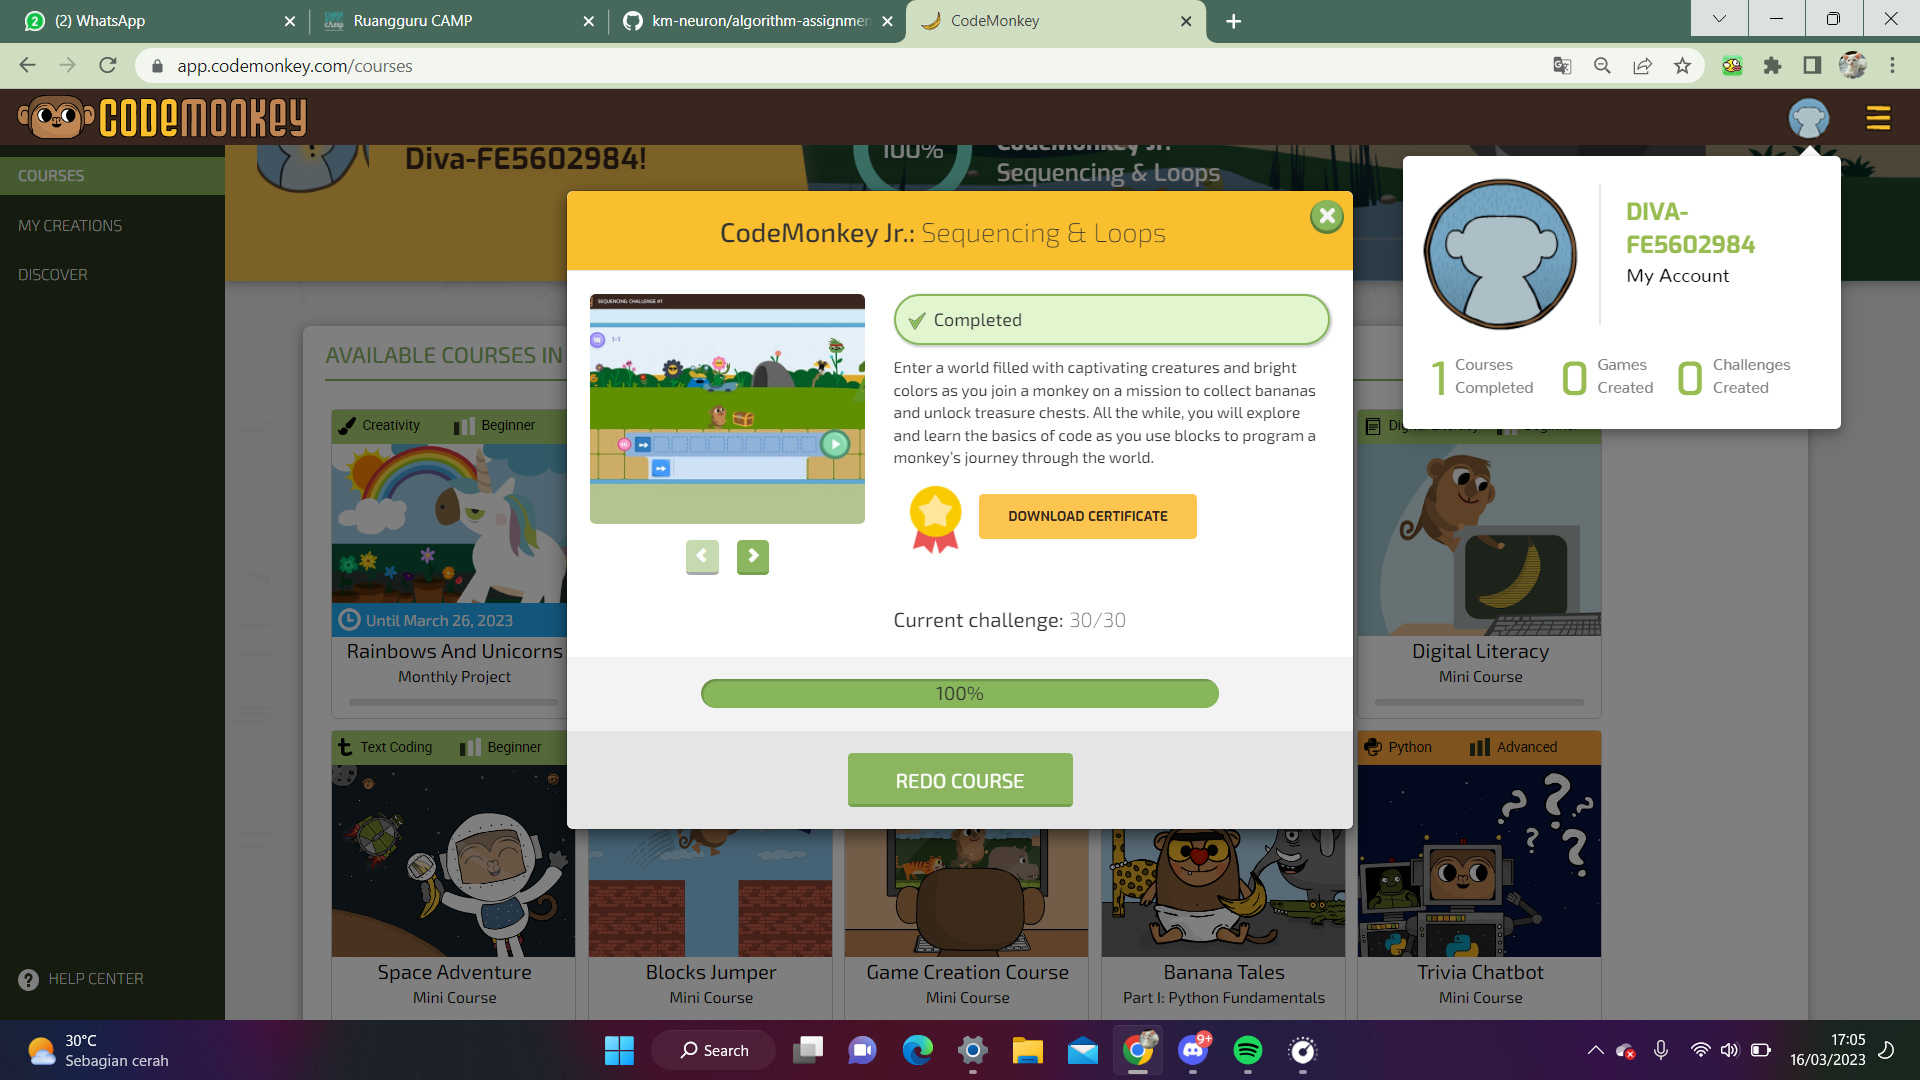 (2) WhatsApp
Ruangguru CAMP
km-neuron/algorithm-assignmen
CodeMonkey
app.codemonkey.com/courses
CODEMONKEY
COURSES
MY CREATIONS
DISCOVER
HELP CENTER
Diva-FE5602984!
100%
CodeMonkey Jr.
Sequencing & Loops
DIVA-
FE5602984
My Account
1 Courses Completed
0 Games Created
0 Challenges Created
CodeMonkey Jr.: Sequencing & Loops
SEQUENCING: CHALLENGE #1
1-1
Completed
Enter a world filled with captivating creatures and bright
colors as you join a monkey on a mission to collect bananas
and unlock treasure chests. All the while, you will explore
and learn the basics of code as you use blocks to program a
monkey's journey through the world.
DOWNLOAD CERTIFICATE
Current challenge: 30/30
100%
REDO COURSE
AVAILABLE COURSES IN
Creativity Beginner
Until March 26, 2023
Rainbows And Unicorns
Monthly Project
Digital Literacy
Mini Course
Text Coding Beginner
Python Advanced
Space Adventure
Mini Course
Blocks Jumper
Mini Course
Game Creation Course
Mini Course
Banana Tales
Part I: Python Fundamentals
Trivia Chatbot
Mini Course
30°C
Sebagian cerah
Search
9+
17:05
16/03/2023